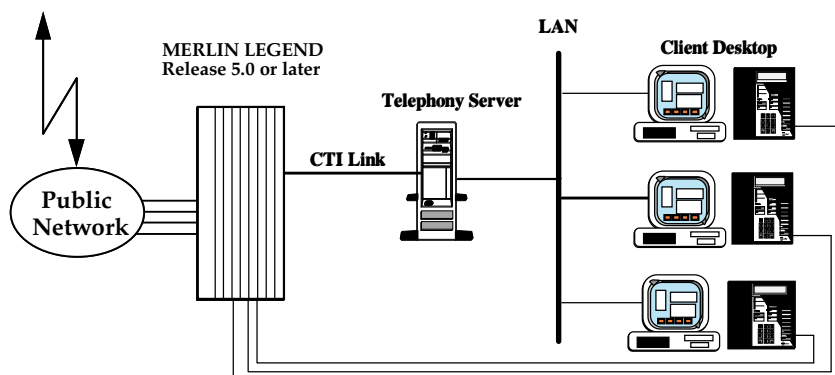 LAN
MERLIN LEGEND
Release 5.0 or later
Client Desktop
Telephony Server
CTI Link
Public
Network